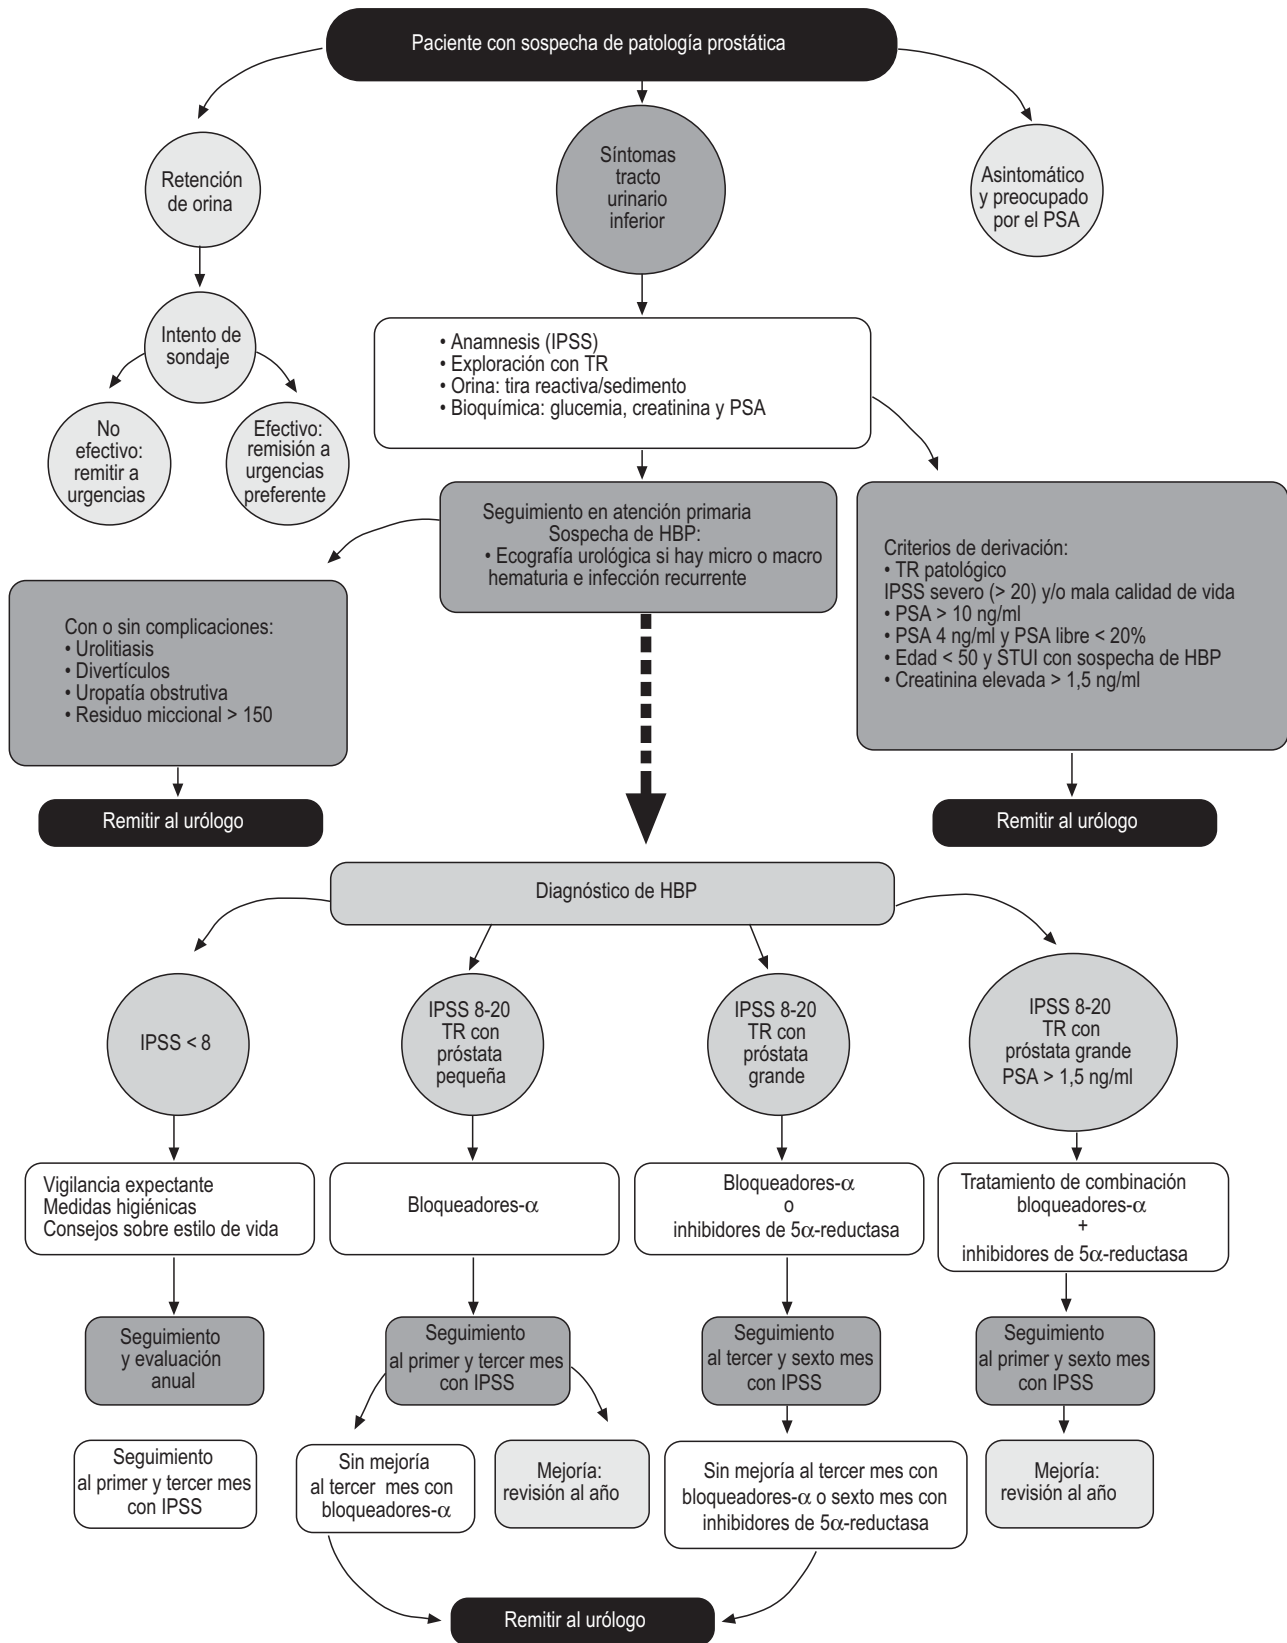 Paciente con sospecha de patología prostática
Retención
de orina
Síntomas
tracto
urinario
inferior
Asintomático
y preocupado
por el PSA
Intento de
sondaje
No
efectivo:
remitir a
urgencias
Efectivo:
remisión a
urgencias
preferente
• Anamnesis (IPSS)
• Exploración con TR
• Orina: tira reactiva/sedimento
• Bioquímica: glucemia, creatinina y PSA
Seguimiento en atención primaria
Sospecha de HBP:
• Ecografía urológica si hay micro o macro
hematuria e infección recurrente
Con o sin complicaciones:
• Urolitiasis
• Divertículos
• Uropatía obstrutiva
• Residuo miccional > 150
Criterios de derivación:
• TR patológico
IPSS severo (> 20) y/o mala calidad de vida
• PSA > 10 ng/ml
• PSA 4 ng/ml y PSA libre < 20%
• Edad < 50 y STUI con sospecha de HBP
• Creatinina elevada > 1,5 ng/ml
Remitir al urólogo
Remitir al urólogo
Diagnóstico de HBP
IPSS < 8
IPSS 8-20
TR con
próstata
pequeña
IPSS 8-20
TR con
próstata
grande
IPSS 8-20
TR con
próstata grande
PSA > 1,5 ng/ml
Vigilancia expectante
Medidas higiénicas
Consejos sobre estilo de vida
Bloqueadores-α
Bloqueadores-α
o
inhibidores de 5α-reductasa
Tratamiento de combinación
bloqueadores-α
+
inhibidores de 5α-reductasa
Seguimiento
y evaluación
anual
Seguimiento
al primer y tercer mes
con IPSS
Seguimiento
al tercer y sexto mes
con IPSS
Seguimiento
al primer y sexto mes
con IPSS
Seguimiento
al primer y tercer mes
con IPSS
Sin mejoría
al tercer mes con
bloqueadores-α
Mejoría:
revisión al año
Sin mejoría al tercer mes con
bloqueadores-α o sexto mes con
inhibidores de 5α-reductasa
Mejoría:
revisión al año
Remitir al urólogo